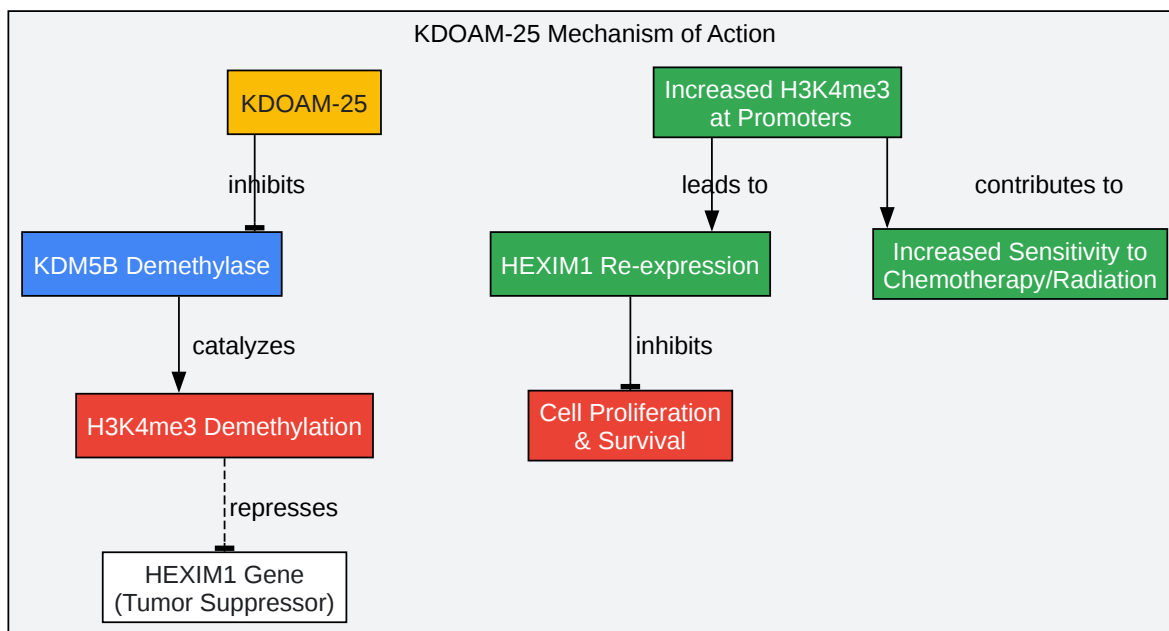 KDOAM-25 Mechanism of Action
KDOAM-25
inhibits
KDM5B Demethylase
catalyzes
H3K4me3 Demethylation
represses
HEXIM1 Gene
(Tumor Suppressor)
Increased H3K4me3
at Promoters
leads to
contributes to
HEXIM1 Re-expression
Increased Sensitivity to
Chemotherapy/Radiation
inhibits
Cell Proliferation
& Survival